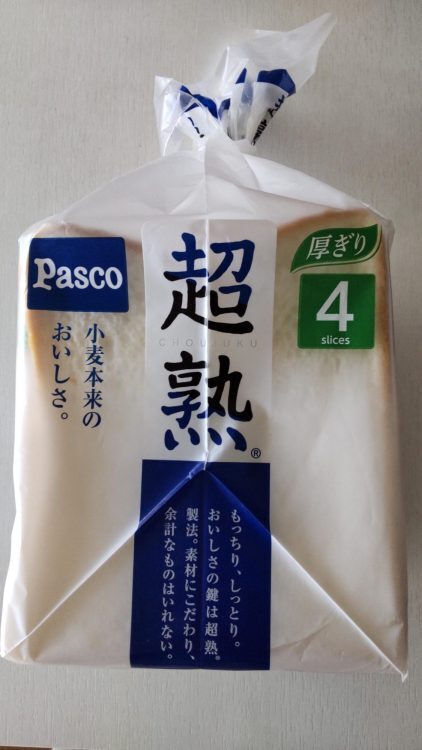 Pasco
小麦本来の
おいしさ。
超熟
CHOUJUKU
®
厚ぎり
4
slices
もっちり、しっとり。
おいしさの鍵は超熟。
製法。素材にこだわり、
余計なものはいれない。